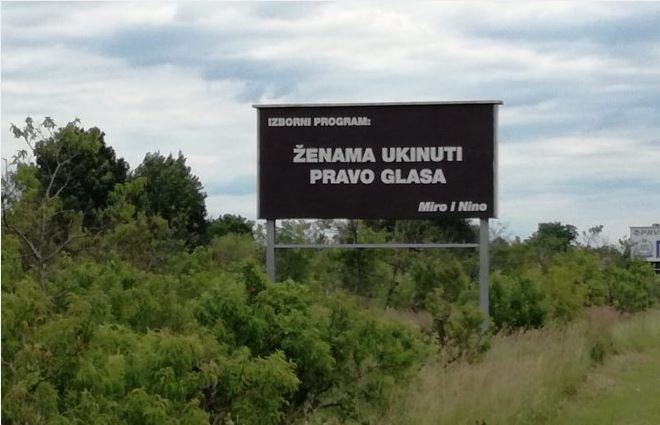 IZBORNI PROGRAM:
ŽENAMA UKINUTI
PRAVO GLASA
Miro i Nino